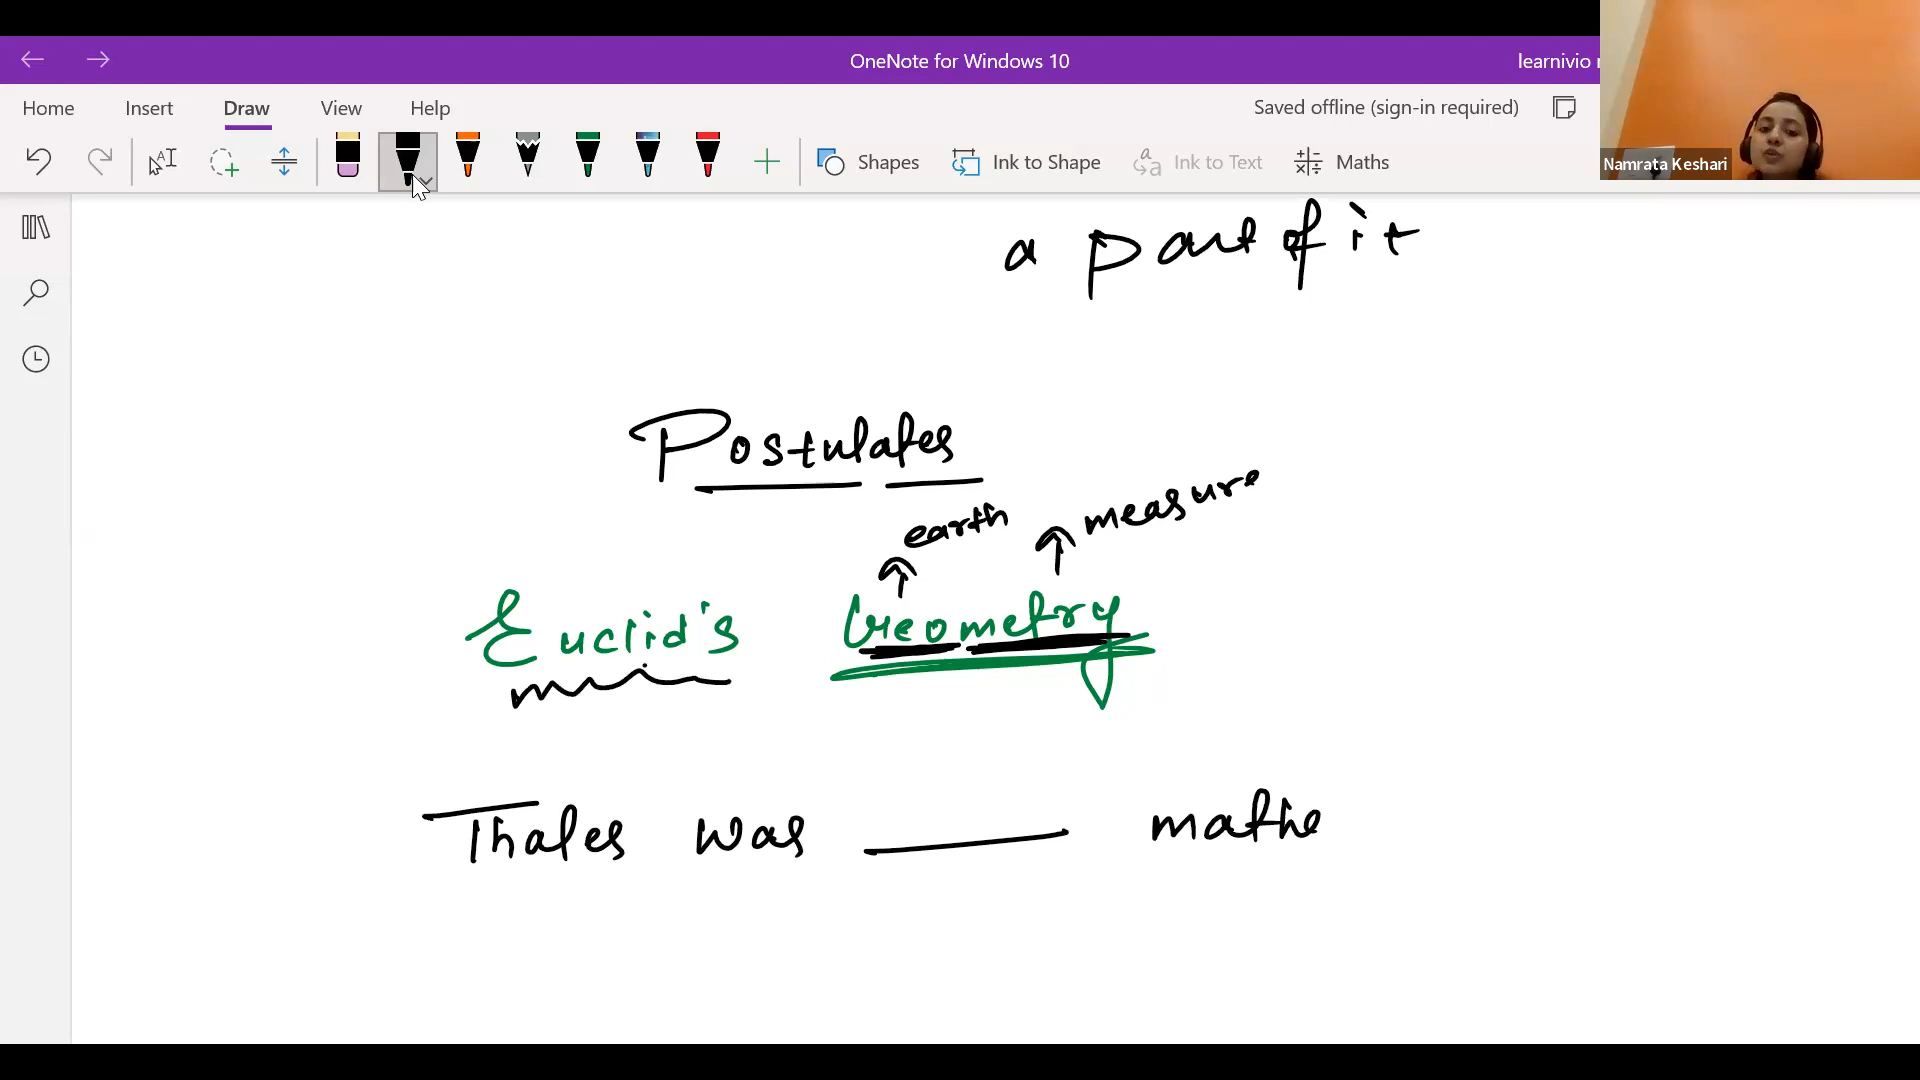 OneNote for Windows 10
learnivio
Home Insert Draw View Help
Saved offline (sign-in required)
Shapes Ink to Shape Ink to Text Maths
Namrata Keshari
a part of it
Postulates
earth measure
Euclid's Geometry
Thales was ______ mathe